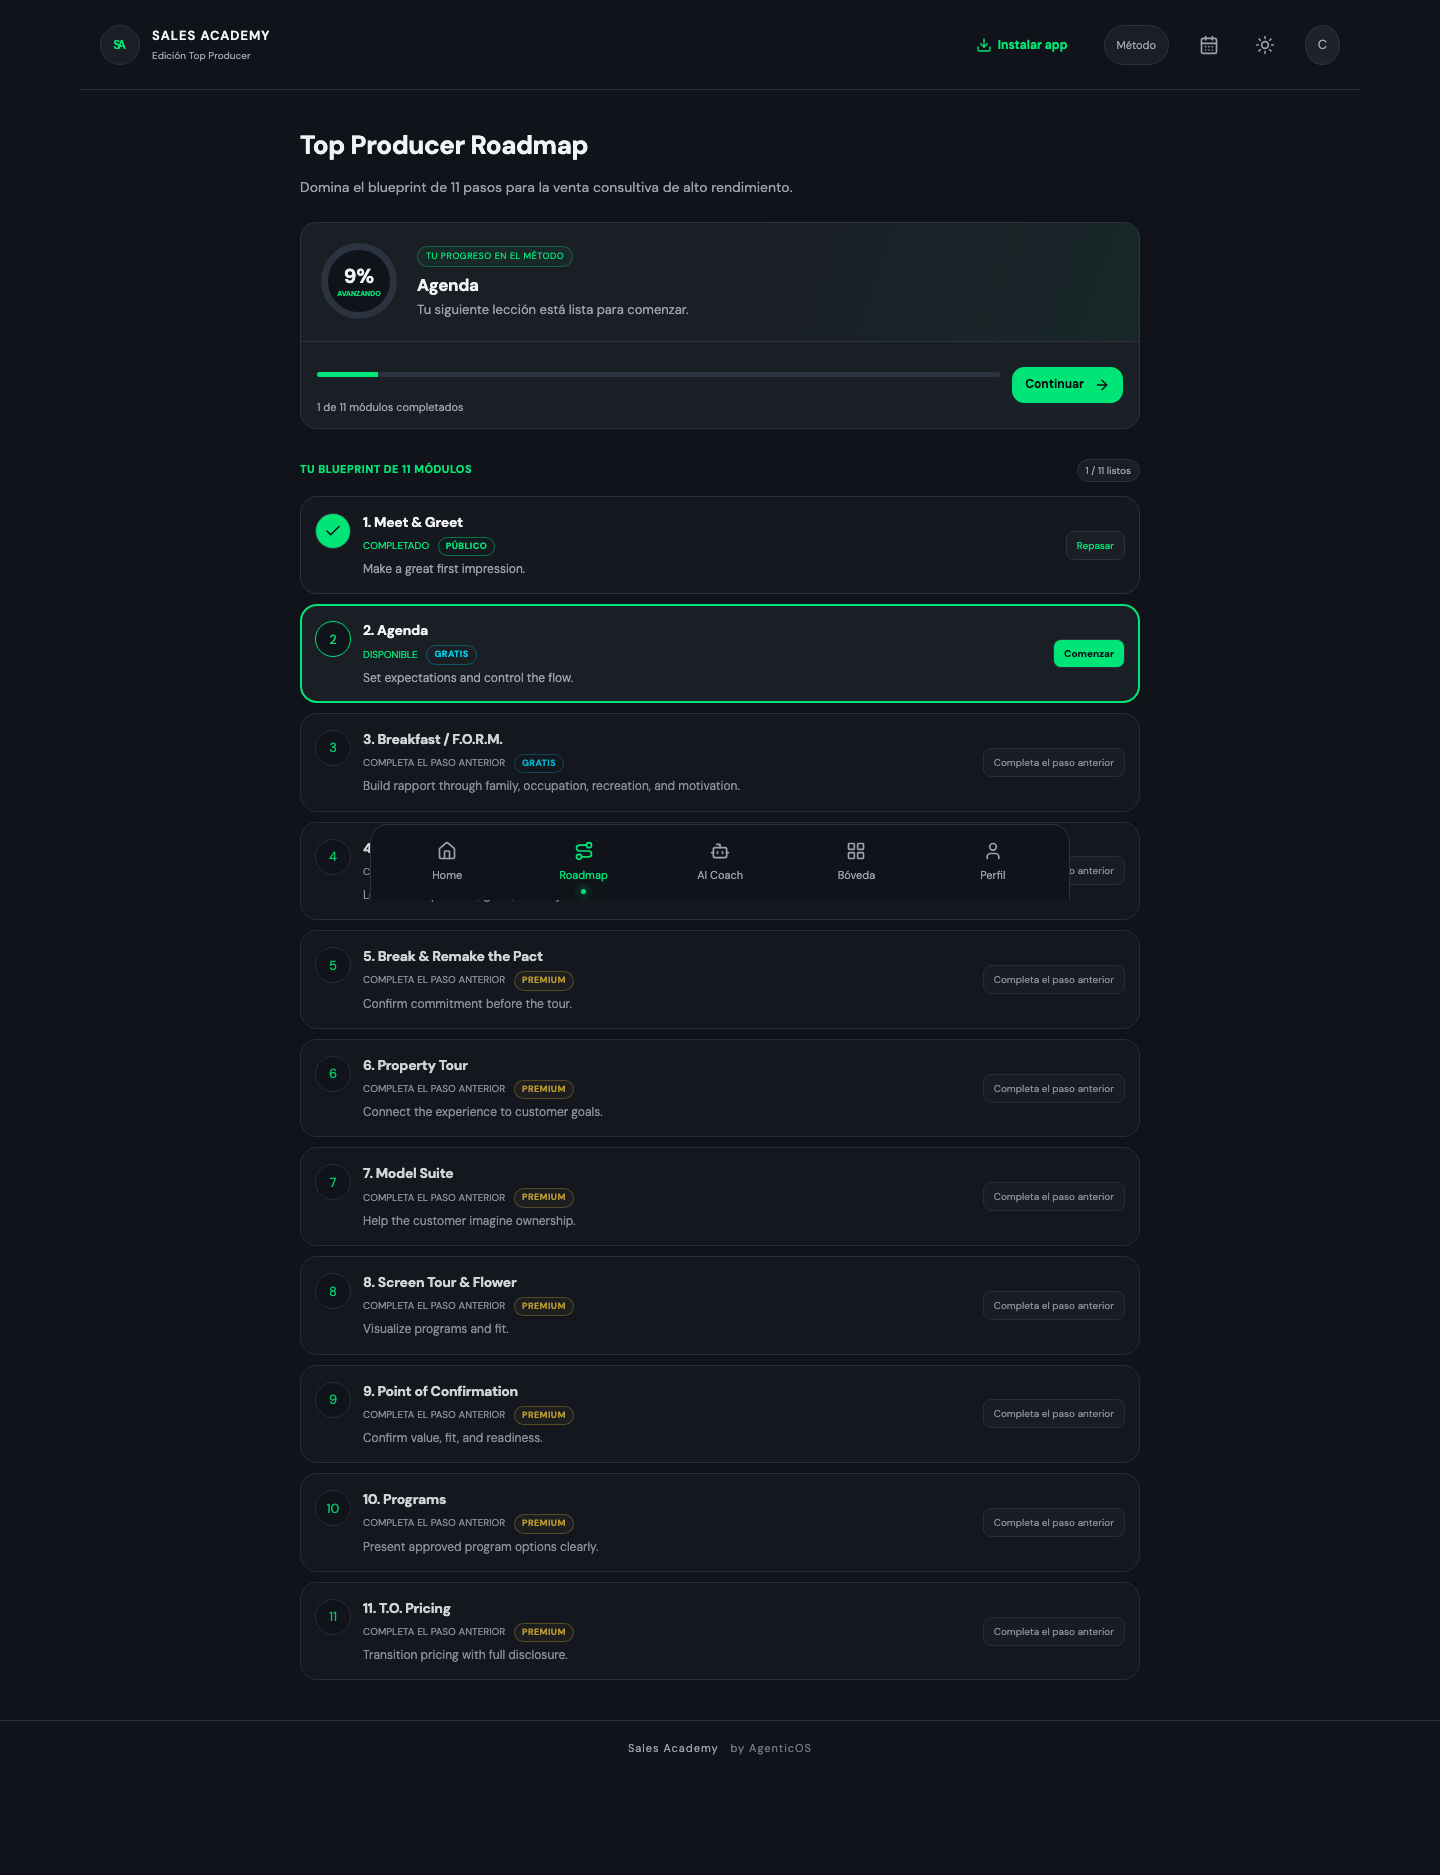 SA
SALES ACADEMY
Edición Top Producer
Instalar app
Método
C
Top Producer Roadmap
Domina el blueprint de 11 pasos para la venta consultiva de alto rendimiento.
9%
AVANZANDO
TU PROGRESO EN EL MÉTODO
Agenda
Tu siguiente lección está lista para comenzar.
1 de 11 módulos completados
Continuar
TU BLUEPRINT DE 11 MÓDULOS
1 / 11 listos
1. Meet & Greet
COMPLETADO PÚBLICO
Make a great first impression.
Repasar
2
2. Agenda
DISPONIBLE GRATIS
Set expectations and control the flow.
Comenzar
3
3. Breakfast / F.O.R.M.
COMPLETA EL PASO ANTERIOR GRATIS
Build rapport through family, occupation, recreation, and motivation.
Completa el paso anterior
4
4
anterior
Home
Roadmap
AI Coach
Bóveda
Perfil
5
5. Break & Remake the Pact
COMPLETA EL PASO ANTERIOR PREMIUM
Confirm commitment before the tour.
Completa el paso anterior
6
6. Property Tour
COMPLETA EL PASO ANTERIOR PREMIUM
Connect the experience to customer goals.
Completa el paso anterior
7
7. Model Suite
COMPLETA EL PASO ANTERIOR PREMIUM
Help the customer imagine ownership.
Completa el paso anterior
8
8. Screen Tour & Flower
COMPLETA EL PASO ANTERIOR PREMIUM
Visualize programs and fit.
Completa el paso anterior
9
9. Point of Confirmation
COMPLETA EL PASO ANTERIOR PREMIUM
Confirm value, fit, and readiness.
Completa el paso anterior
10
10. Programs
COMPLETA EL PASO ANTERIOR PREMIUM
Present approved program options clearly.
Completa el paso anterior
11
11. T.O. Pricing
COMPLETA EL PASO ANTERIOR PREMIUM
Transition pricing with full disclosure.
Completa el paso anterior
Sales Academy by AgenticOS